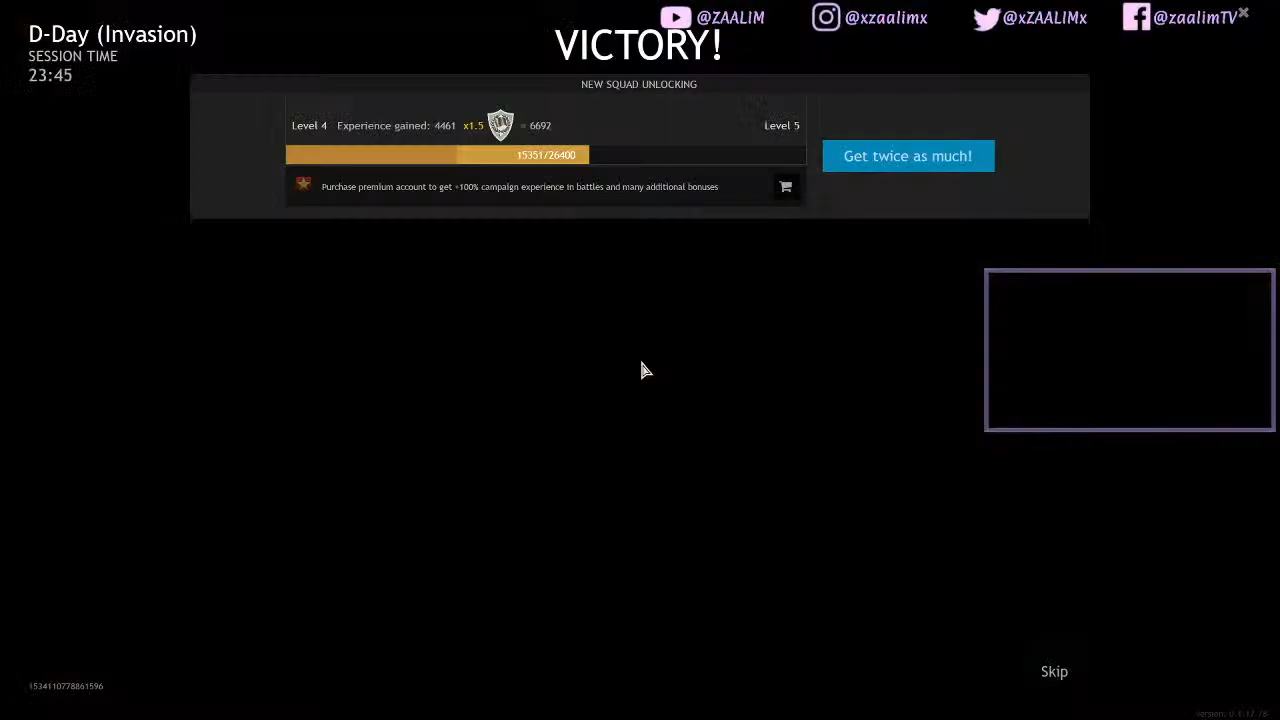 D-Day (Invasion)
SESSION TIME
23:45
VICTORY!
@ZAALIM
@xzaalimx
@xZAALIMx
@zaalimTV
NEW SQUAD UNLOCKING
Level 4 Experience gained: 4461 x1.5 = 6692 Level 5
15351/26400
Get twice as much!
Purchase premium account to get +100% campaign experience in battles and many additional bonuses
Skip
1534110778861596